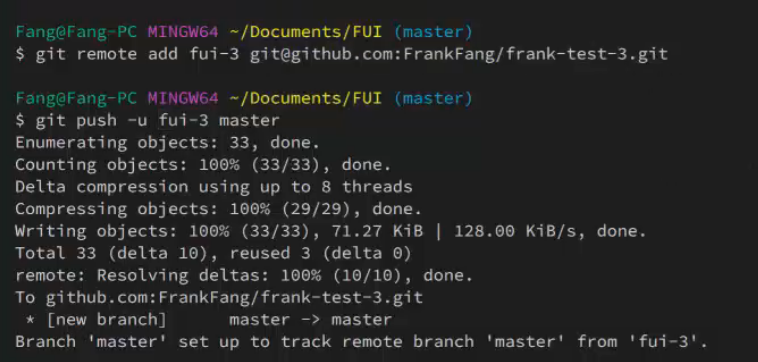 Fang@Fang-PC MINGW64 ~/Documents/FUI (master)
$ git remote add fui-3 git@github.com:FrankFang/frank-test-3.git
Fang@Fang-PC MINGW64 ~/Documents/FUI (master)
$ git push -u fui-3 master
Enumerating objects: 33, done.
Counting objects: 100% (33/33), done.
Delta compression using up to 8 threads
Compressing objects: 100% (29/29), done.
Writing objects: 100% (33/33), 71.27 KiB | 128.00 KiB/s, done.
Total 33 (delta 10), reused 3 (delta 0)
remote: Resolving deltas: 100% (10/10), done.
To github.com:FrankFang/frank-test-3.git
 * [new branch]      master -> master
Branch 'master' set up to track remote branch 'master' from 'fui-3'.